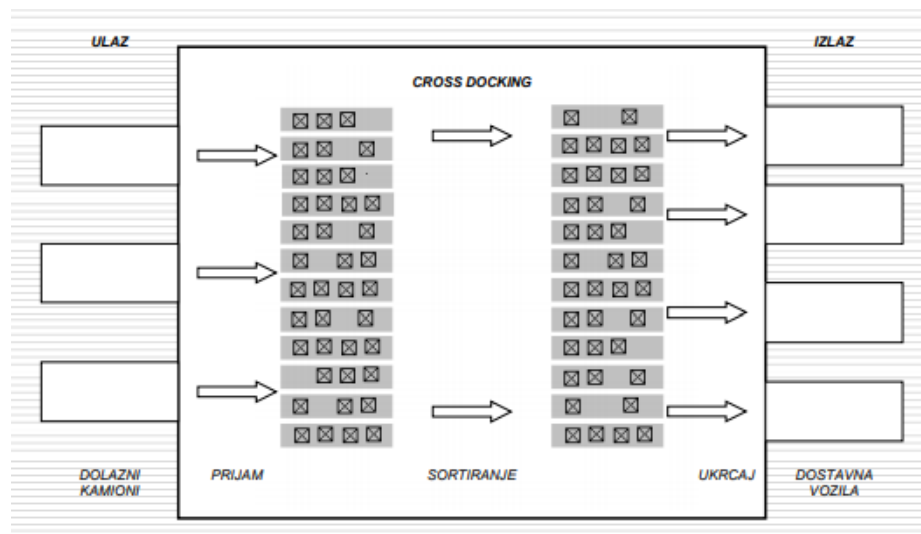 ULAZ
IZLAZ
CROSS DOCKING
DOLAZNI
KAMIONI
PRIJAM
SORTIRANJE
UKRCAJ
DOSTAVNA
VOZILA